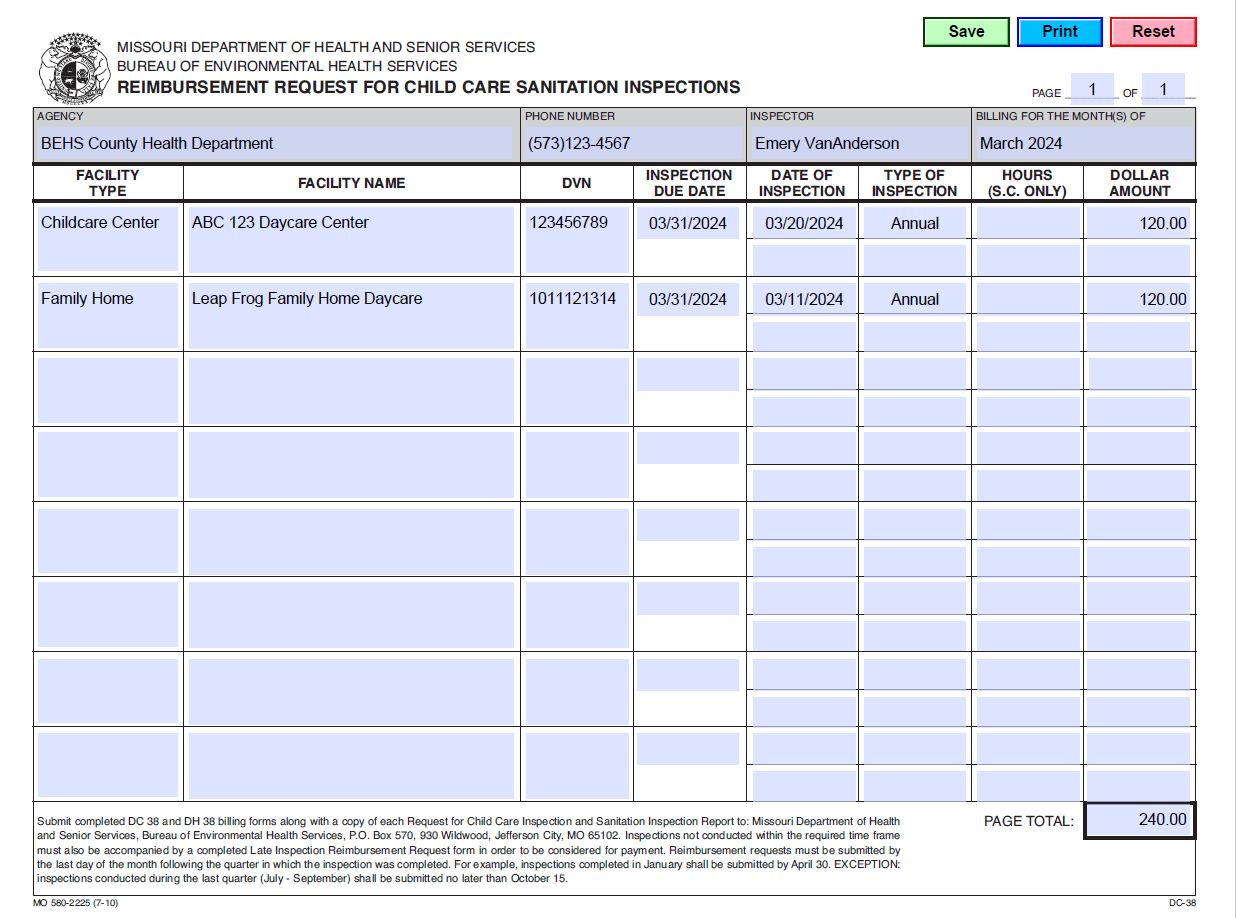 Save Print Reset
MISSOURI DEPARTMENT OF HEALTH AND SENIOR SERVICES
BUREAU OF ENVIRONMENTAL HEALTH SERVICES
REIMBURSEMENT REQUEST FOR CHILD CARE SANITATION INSPECTIONS
PAGE 1 OF 1
AGENCY PHONE NUMBER INSPECTOR BILLING FOR THE MONTH(S) OF
BEHS County Health Department (573)123-4567 Emery VanAnderson March 2024
FACILITY TYPE FACILITY NAME DVN INSPECTION DUE DATE DATE OF INSPECTION TYPE OF INSPECTION HOURS (S.C. ONLY) DOLLAR AMOUNT
Childcare Center ABC 123 Daycare Center 123456789 03/31/2024 03/20/2024 Annual 120.00
Family Home Leap Frog Family Home Daycare 1011121314 03/31/2024 03/11/2024 Annual 120.00
Submit completed DC 38 and DH 38 billing forms along with a copy of each Request for Child Care Inspection and Sanitation Inspection Report to: Missouri Department of Health
and Senior Services, Bureau of Environmental Health Services, P.O. Box 570, 930 Wildwood, Jefferson City, MO 65102. Inspections not conducted within the required time frame
must also be accompanied by a completed Late Inspection Reimbursement Request form in order to be considered for payment. Reimbursement requests must be submitted by
the last day of the month following the quarter in which the inspection was completed. For example, inspections completed in January shall be submitted by April 30. EXCEPTION:
inspections conducted during the last quarter (July - September) shall be submitted no later than October 15.
PAGE TOTAL: 240.00
MO 580-2225 (7-10) DC-38